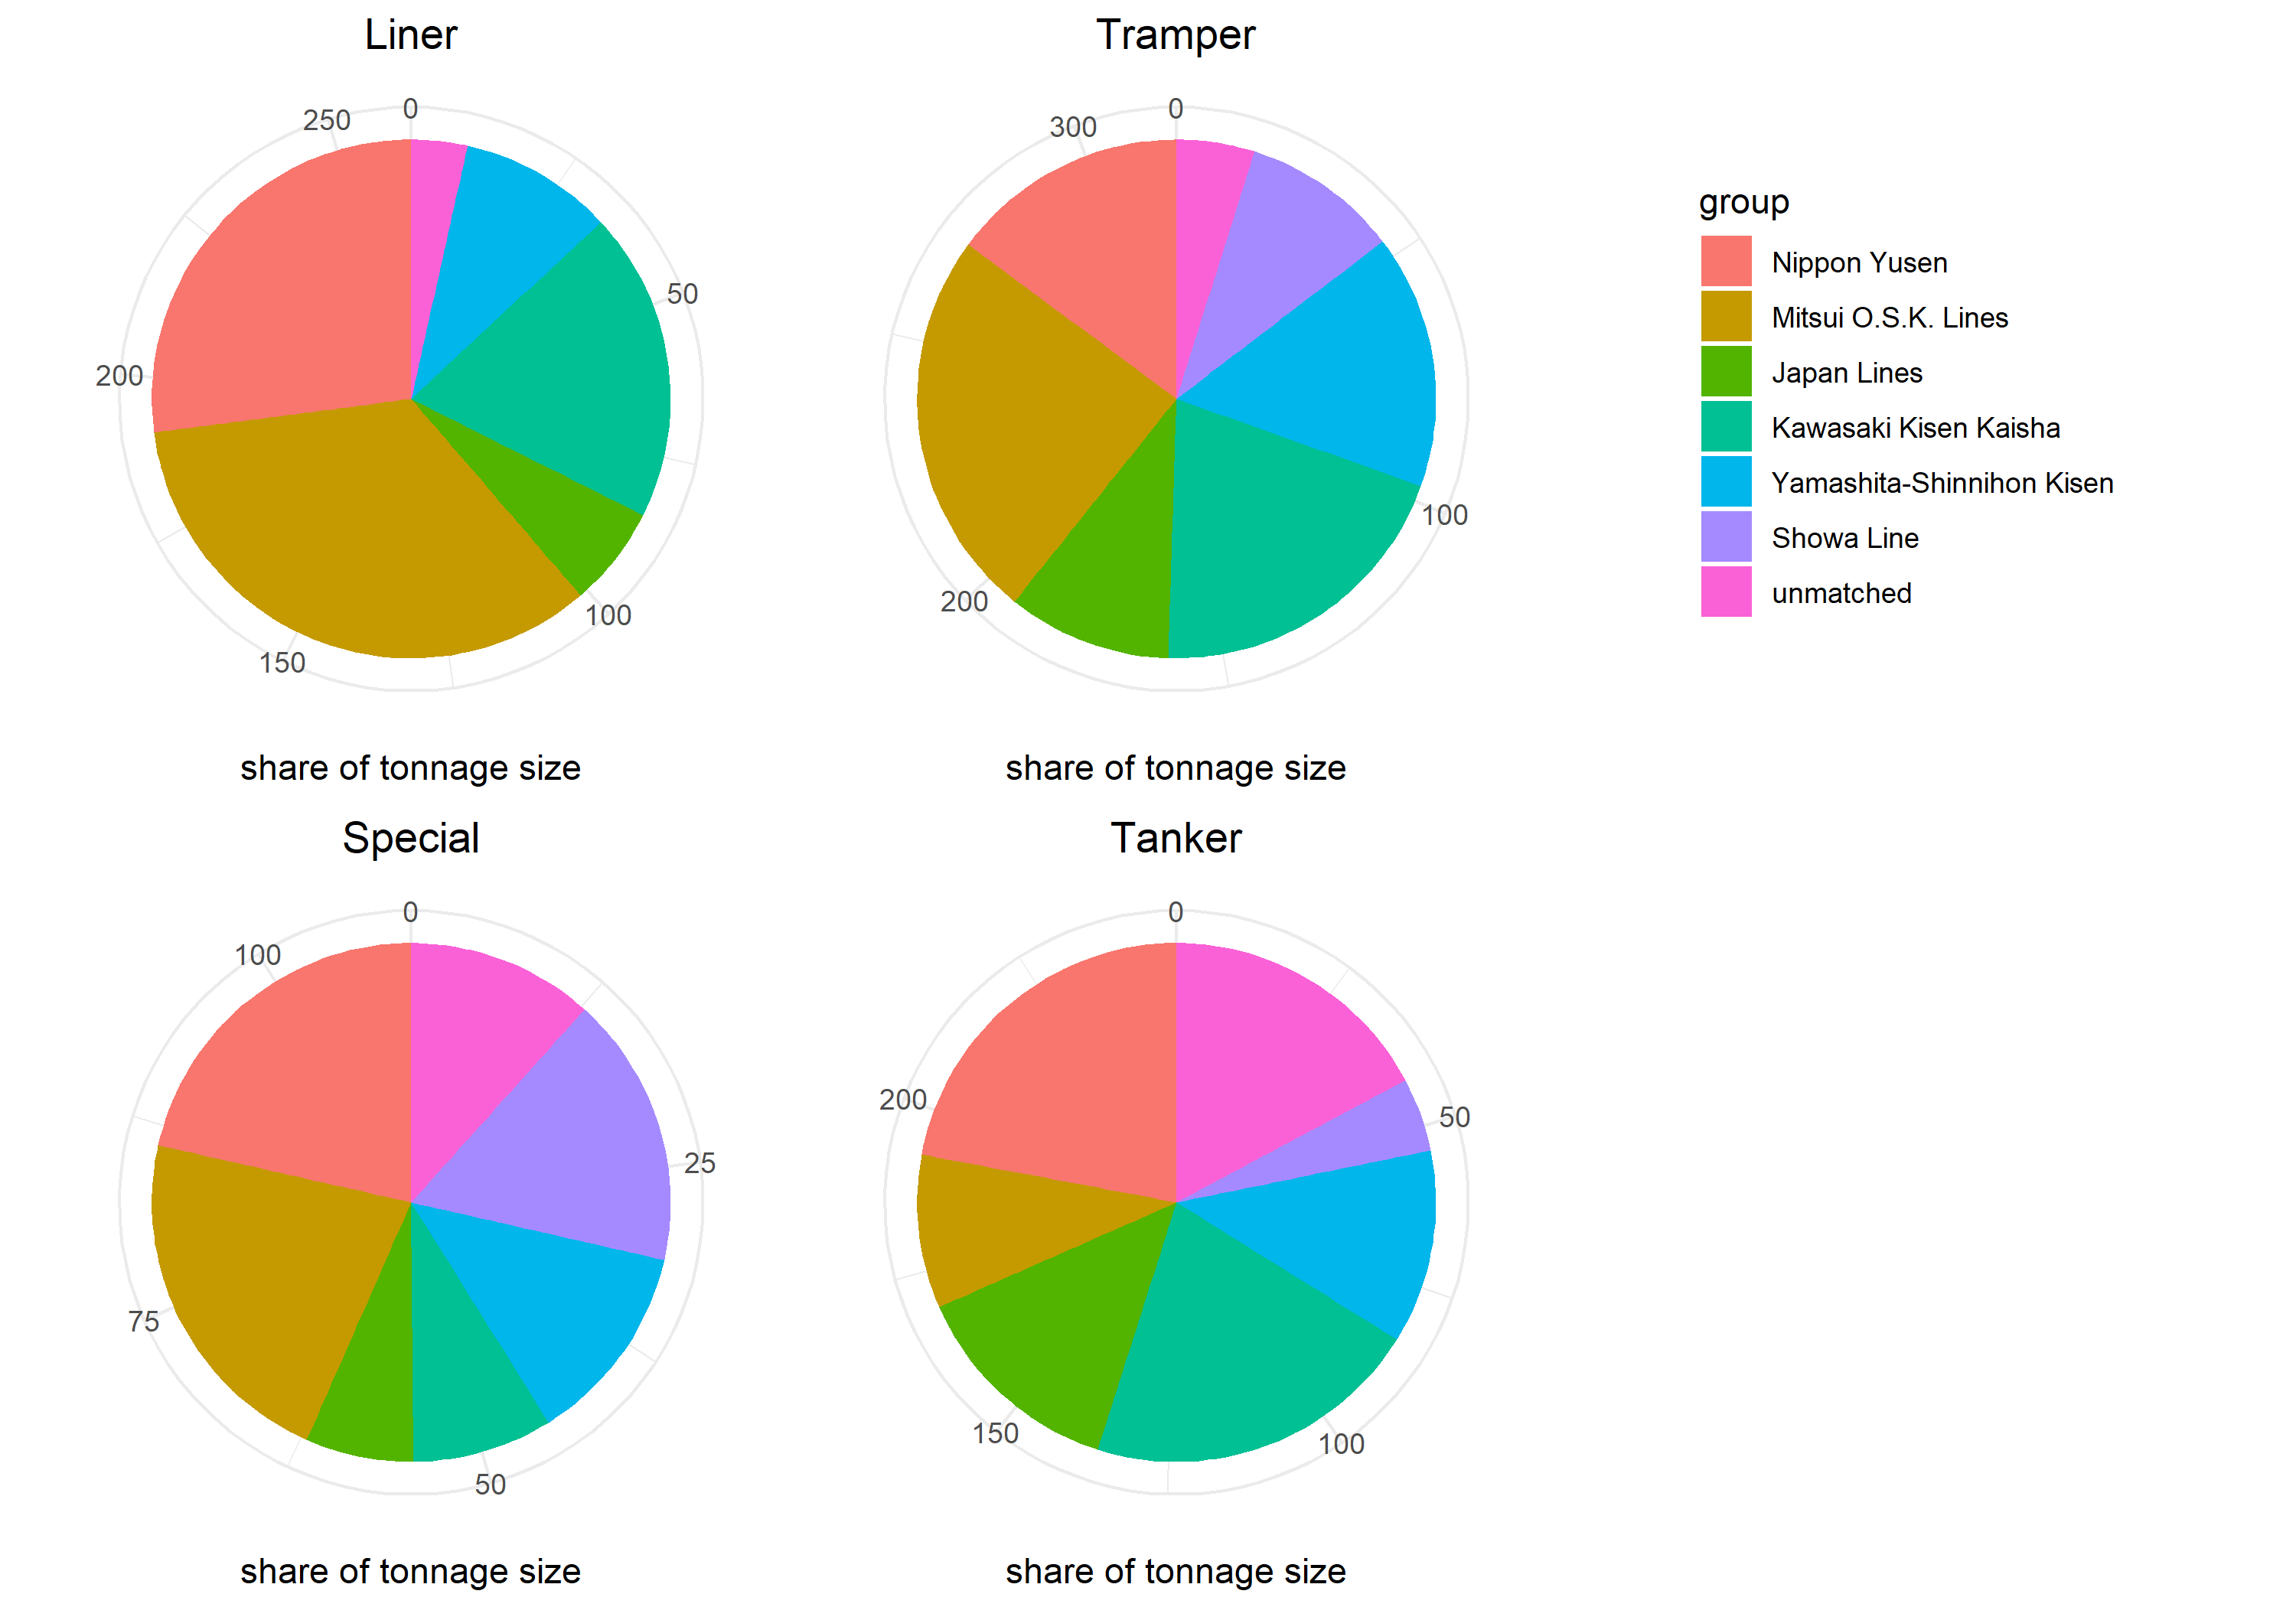 Liner
0
50
100
150
200
250
share of tonnage size
Tramper
0
100
200
300
share of tonnage size
group
Nippon Yusen
Mitsui O.S.K. Lines
Japan Lines
Kawasaki Kisen Kaisha
Yamashita-Shinnihon Kisen
Showa Line
unmatched
Special
0
25
50
75
100
share of tonnage size
Tanker
0
50
100
150
200
share of tonnage size